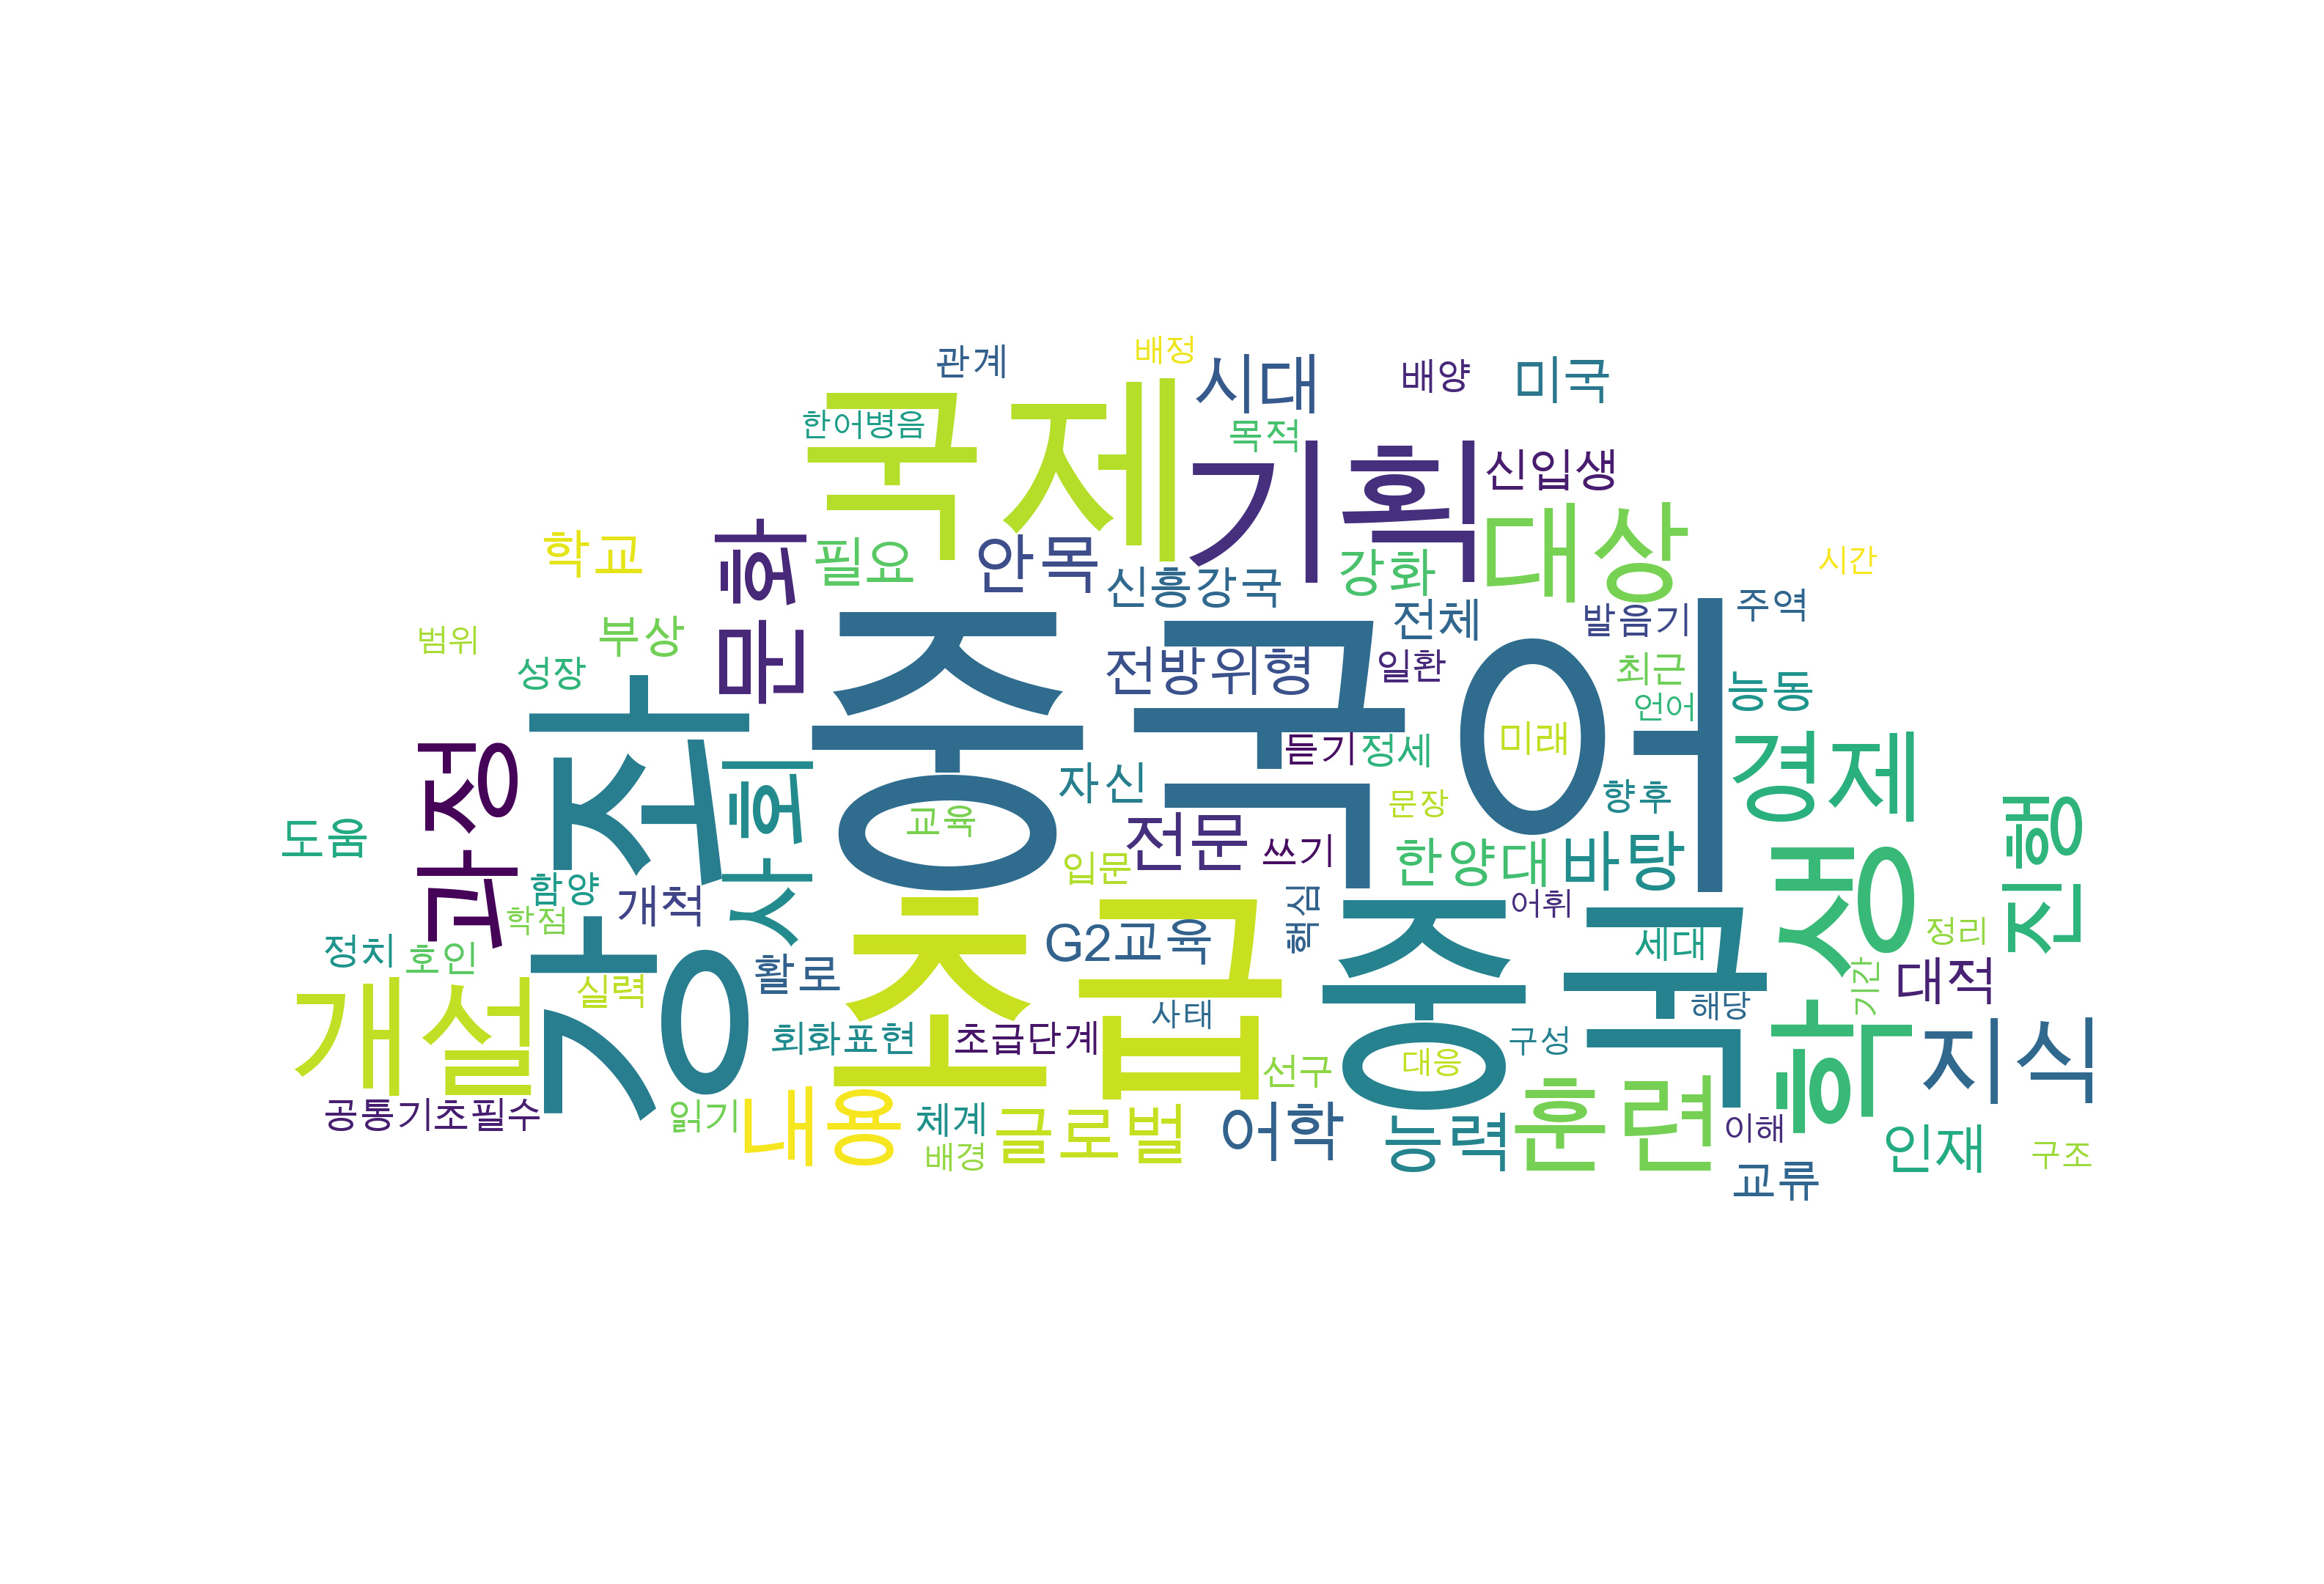 관계
배정
시대
배양
미국
한어병음
국제
목적
기획
신입생
학교
문화
필요
안목
신흥강국
강화
대상
시간
범위
부상
성장
전체
발음기
주역
전방위형
일환
최근
언어
능동
중국어
미래
듣기
정세
경제
과정
강좌
사회
자신
교육
문장
향후
도움
입문
전문
쓰기
한양대
바탕
학생
진행
함양
개척
학점
어휘
핵심
정치
호인
G2교육
세대
정리
활로
실력
초급
중국
기간
대적
개설
사태
해당
회화표현
초급단계
구성
대응
선구
지식
공통기초필수
읽기
내용
체계
배경
글로벌
어학
능력
훈련
이해
인재
구조
교류